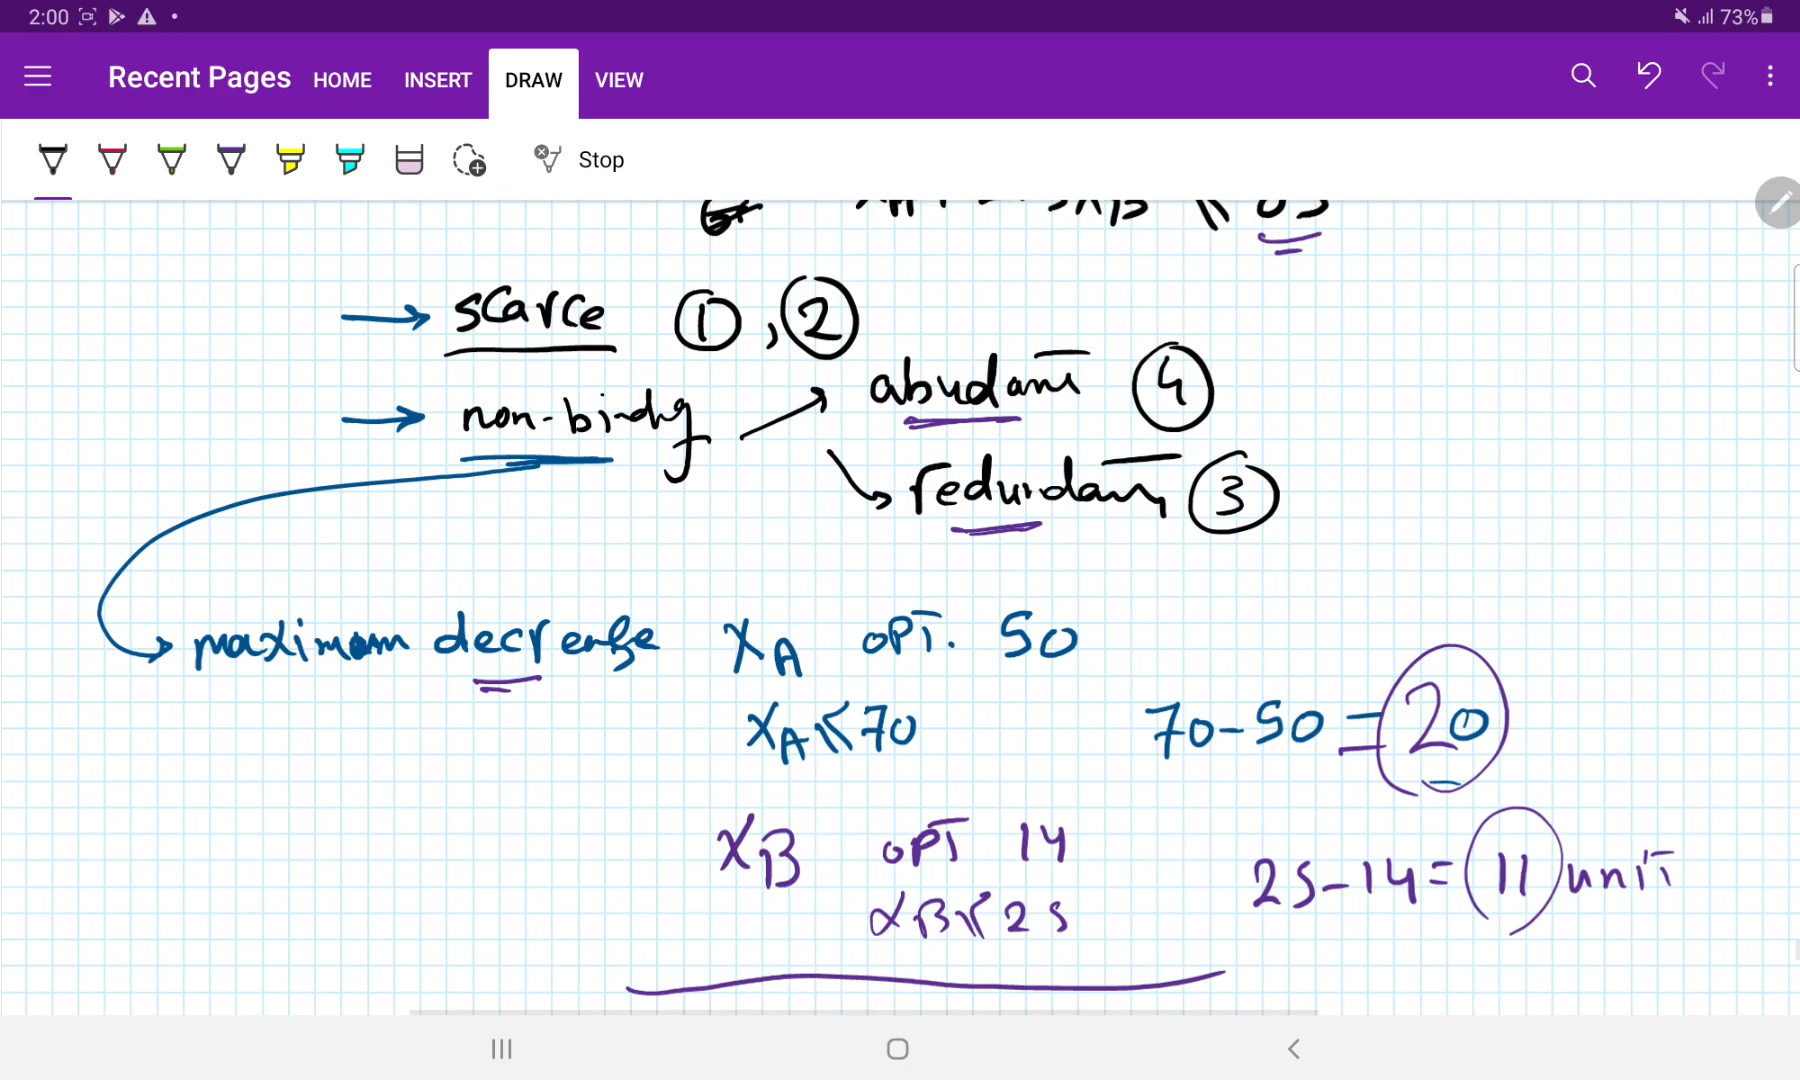 2:00 73%
Recent Pages HOME INSERT DRAW VIEW
Stop
→ scarce ① , ②
→ non-binding abudant ④
redundant ③
→ maximum decrease XA OPT. 50
XA ≤ 70 70-50 = 20
XB OPT 14
XB ≤ 25 25-14 = 11 unit